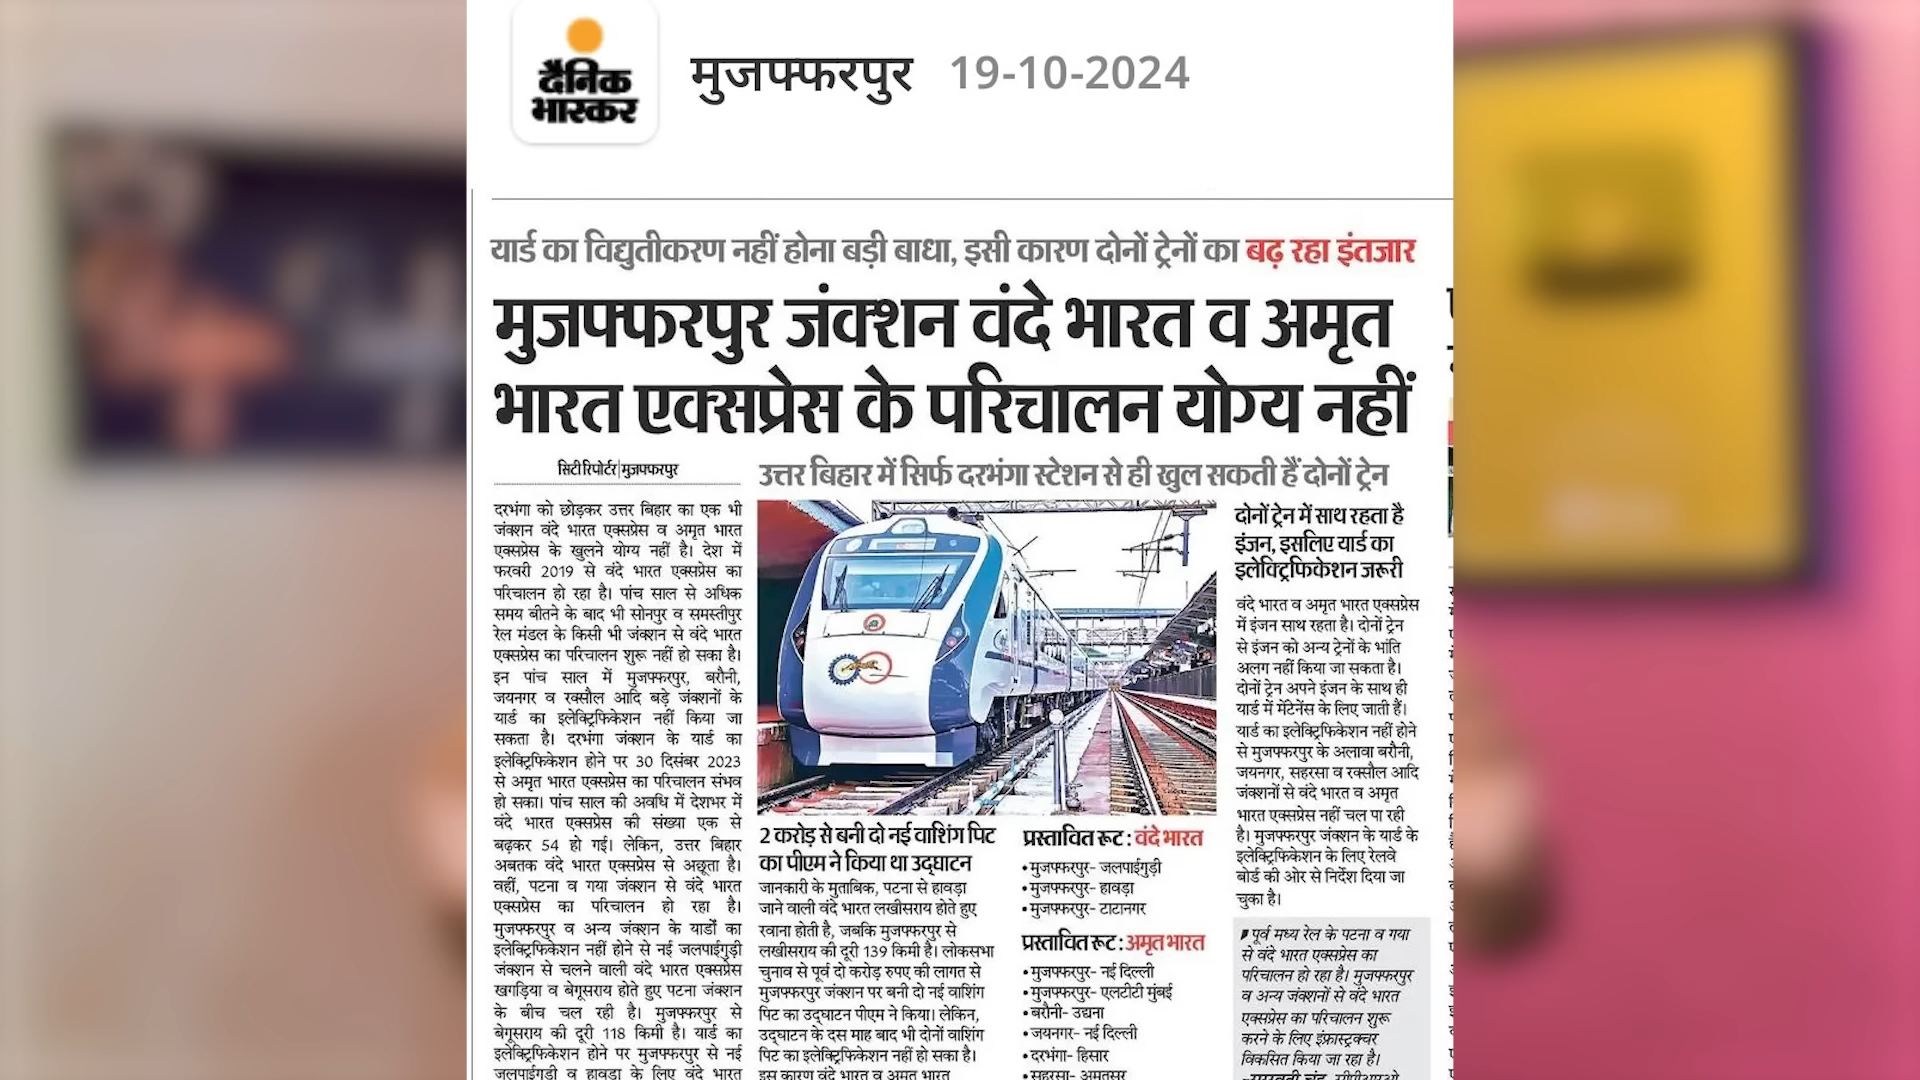 दैनिक
भास्कर
मुजफ्फरपुर 19-10-2024
यार्ड का विद्युतीकरण नहीं होना बड़ी बाधा, इसी कारण दोनों ट्रेनों का बढ़ रहा इंतजार
मुजफ्फरपुर जंक्शन वंदे भारत व अमृत
भारत एक्सप्रेस के परिचालन योग्य नहीं
सिटी रिपोर्टर|मुजफ्फरपुर
दरभंगा को छोड़कर उत्तर बिहार का एक भी
जंक्शन वंदे भारत एक्सप्रेस व अमृत भारत
एक्सप्रेस के खुलने योग्य नहीं है। देश में
फरवरी 2019 से वंदे भारत एक्सप्रेस का
परिचालन हो रहा है। पांच साल से अधिक
समय बीतने के बाद भी सोनपुर व समस्तीपुर
रेल मंडल के किसी भी जंक्शन से वंदे भारत
एक्सप्रेस का परिचालन शुरू नहीं हो सका है।
इन पांच साल में मुजफ्फरपुर, बरौनी,
जयनगर व रक्सौल आदि बड़े जंक्शनों के
यार्ड का इलेक्ट्रिफिकेशन नहीं किया जा
सकता है। दरभंगा जंक्शन के यार्ड का
इलेक्ट्रिफिकेशन होने पर 30 दिसंबर 2023
से अमृत भारत एक्सप्रेस का परिचालन संभव
हो सका। पांच साल की अवधि में देशभर में
वंदे भारत एक्सप्रेस की संख्या एक से
बढ़कर 54 हो गई। लेकिन, उत्तर बिहार
अबतक वंदे भारत एक्सप्रेस से अछूता है।
वहीं, पटना व गया जंक्शन से वंदे भारत
एक्सप्रेस का परिचालन हो रहा है।
मुजफ्फरपुर व अन्य जंक्शन के यार्डों का
इलेक्ट्रिफिकेशन नहीं होने से नई जलपाईगुड़ी
जंक्शन से चलने वाली वंदे भारत एक्सप्रेस
खगड़िया व बेगूसराय होते हुए पटना जंक्शन
के बीच चल रही है। मुजफ्फरपुर से
बेगूसराय की दूरी 118 किमी है। यार्ड का
इलेक्ट्रिफिकेशन होने पर मुजफ्फरपुर से नई
जलपाईगुड़ी व हावड़ा के लिए वंदे भारत
उत्तर बिहार में सिर्फ दरभंगा स्टेशन से ही खुल सकती हैं दोनों ट्रेन
2 करोड़ से बनी दो नई वाशिंग पिट
का पीएम ने किया था उद्घाटन
जानकारी के मुताबिक, पटना से हावड़ा
जाने वाली वंदे भारत लखीसराय होते हुए
रवाना होती है, जबकि मुजफ्फरपुर से
लखीसराय की दूरी 139 किमी है। लोकसभा
चुनाव से पूर्व दो करोड़ रुपए की लागत से
मुजफ्फरपुर जंक्शन पर बनी दो नई वाशिंग
पिट का उद्घाटन पीएम ने किया। लेकिन,
उद्घाटन के दस माह बाद भी दोनों वाशिंग
पिट का इलेक्ट्रिफिकेशन नहीं हो सका है।
इस कारण वंदे भारत व अमृत भारत
प्रस्तावित रूट : वंदे भारत
• मुजफ्फरपुर- जलपाईगुड़ी
• मुजफ्फरपुर- हावड़ा
• मुजफ्फरपुर- टाटानगर
प्रस्तावित रूट : अमृत भारत
• मुजफ्फरपुर- नई दिल्ली
• मुजफ्फरपुर- एलटीटी मुंबई
• बरौनी- उधना
• जयनगर- नई दिल्ली
• दरभंगा- हिसार
• सहरसा- अमृतसर
दोनों ट्रेन में साथ रहता है
इंजन, इसलिए यार्ड का
इलेक्ट्रिफिकेशन जरूरी
वंदे भारत व अमृत भारत एक्सप्रेस
में इंजन साथ रहता है। दोनों ट्रेन
से इंजन को अन्य ट्रेनों के भांति
अलग नहीं किया जा सकता है।
दोनों ट्रेन अपने इंजन के साथ ही
यार्ड में मेंटेनेंस के लिए जाती हैं।
यार्ड का इलेक्ट्रिफिकेशन नहीं होने
से मुजफ्फरपुर के अलावा बरौनी,
जयनगर, सहरसा व रक्सौल आदि
जंक्शनों से वंदे भारत व अमृत
भारत एक्सप्रेस नहीं चल पा रही
है। मुजफ्फरपुर जंक्शन के यार्ड के
इलेक्ट्रिफिकेशन के लिए रेलवे
बोर्ड की ओर से निर्देश दिया जा
चुका है।
पूर्व मध्य रेल के पटना व गया
से वंदे भारत एक्सप्रेस का
परिचालन हो रहा है। मुजफ्फरपुर
व अन्य जंक्शनों से वंदे भारत
एक्सप्रेस का परिचालन शुरू
करने के लिए इंफ्रास्ट्रक्चर
विकसित किया जा रहा है।